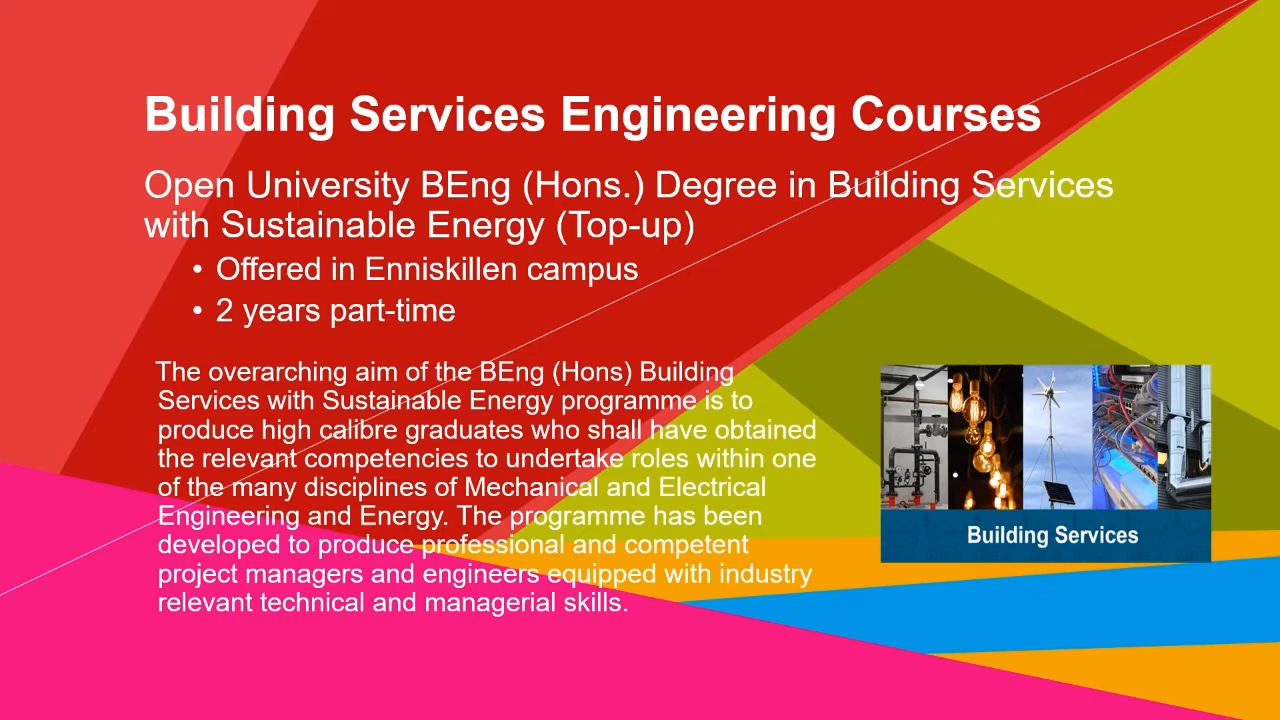 Building Services Engineering Courses
Open University BEng (Hons.) Degree in Building Services
with Sustainable Energy (Top-up)
• Offered in Enniskillen campus
• 2 years part-time
The overarching aim of the BEng (Hons) Building
Services with Sustainable Energy programme is to
produce high calibre graduates who shall have obtained
the relevant competencies to undertake roles within one
of the many disciplines of Mechanical and Electrical
Engineering and Energy. The programme has been
developed to produce professional and competent
project managers and engineers equipped with industry
relevant technical and managerial skills.
Building Services